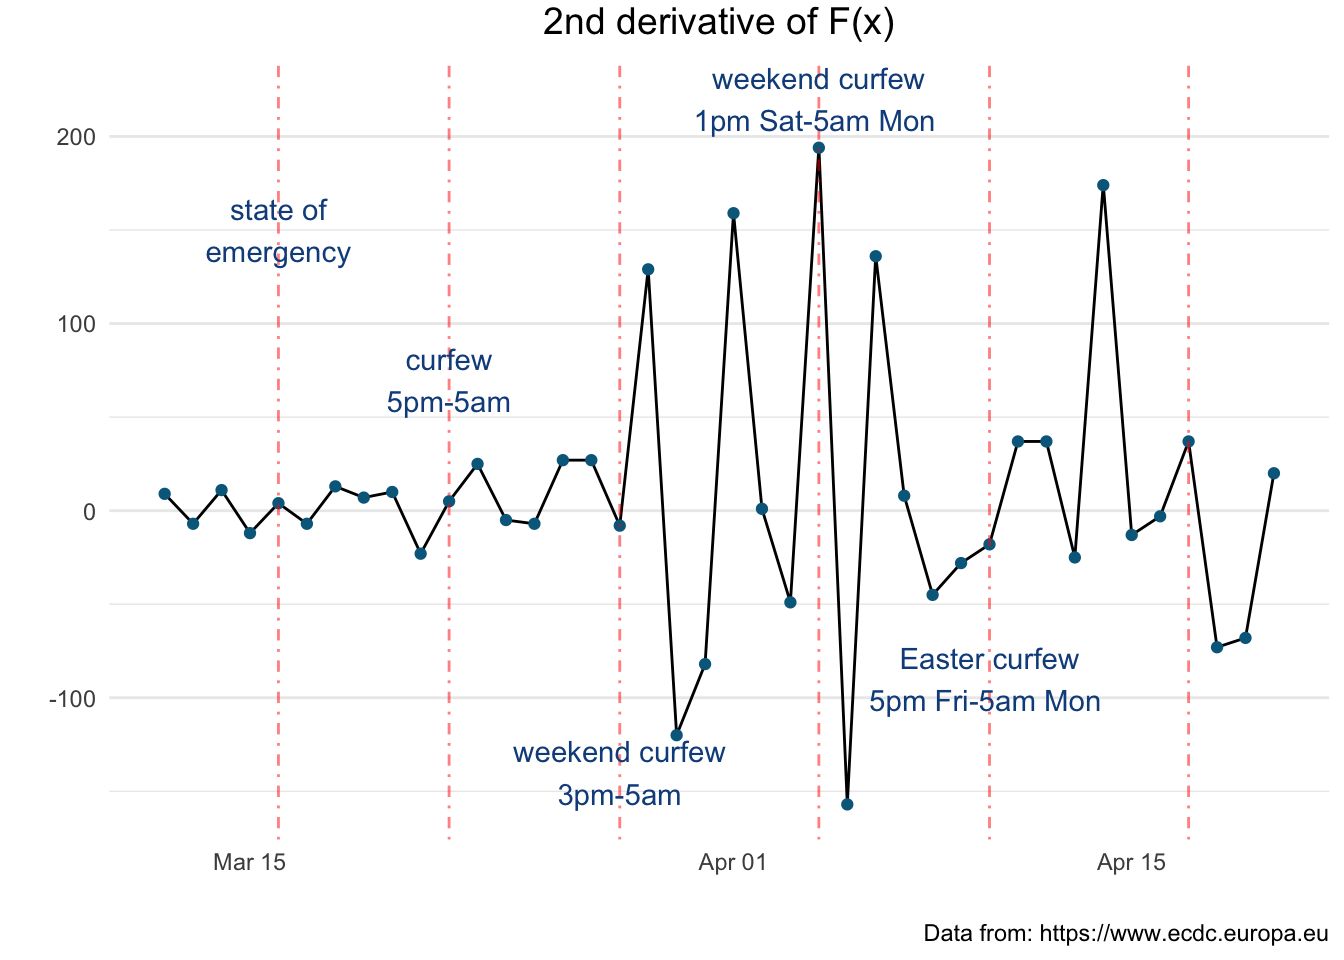 2nd derivative of F(x)
weekend curfew
1pm Sat-5am Mon
200
state of
emergency
100
curfew
5pm-5am
0
Easter curfew
5pm Fri-5am Mon
-100
weekend curfew
3pm-5am
Mar 15
Apr 01
Apr 15
Data from: https://www.ecdc.europa.eu